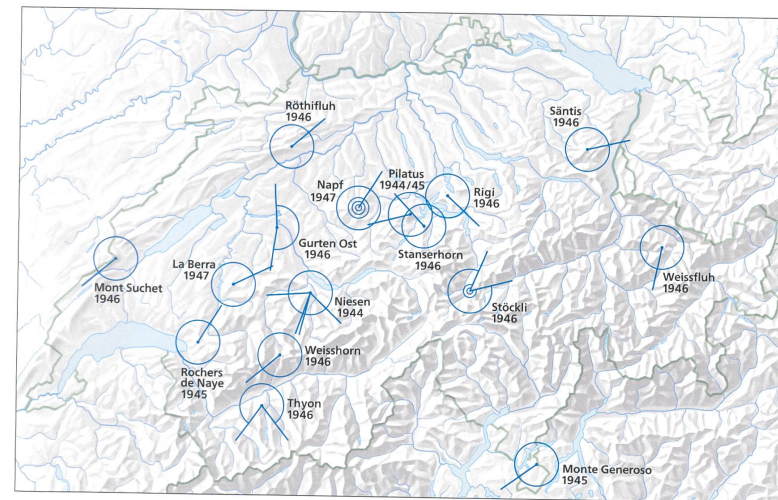 Röthifluh
1946
Säntis
1946
Pilatus
1944/45
Napf
1947
Rigi
1946
Gurten Ost
1946
Stanserhorn
1946
La Berra
1947
Mont Suchet
1946
Weissfluh
1946
Niesen
1944
Stöckli
1946
Weisshorn
1946
Rochers
de Naye
1945
Thyon
1946
Monte Generoso
1945